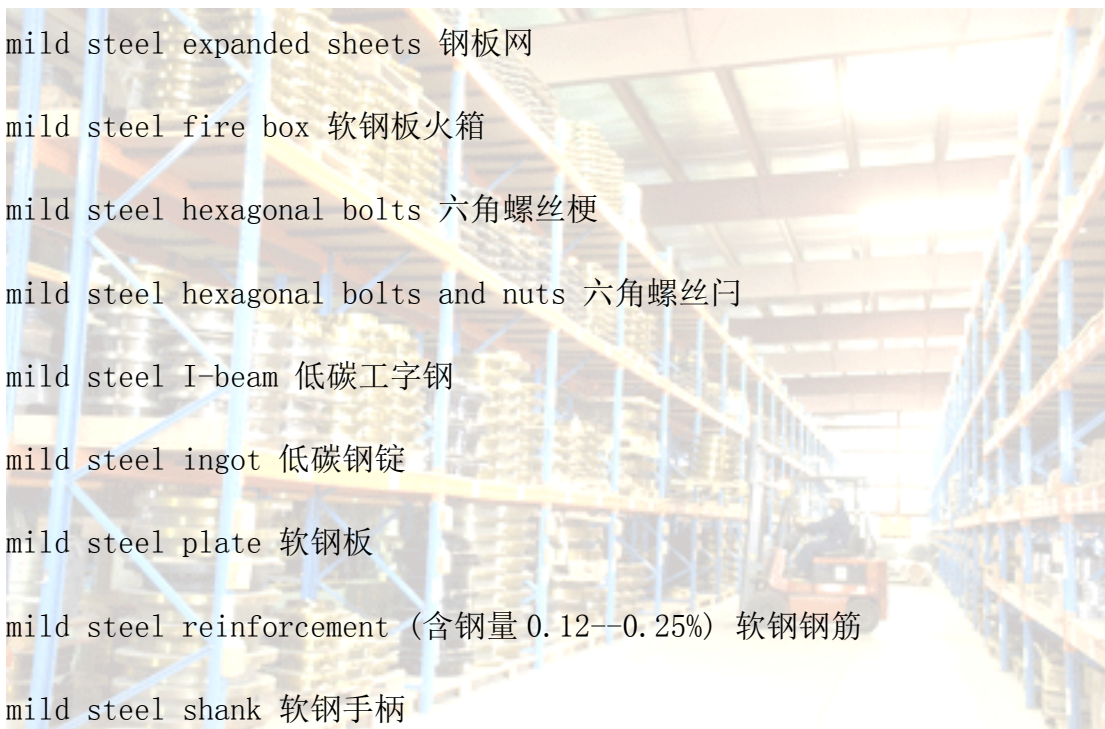 mild steel expanded sheets 钢板网
mild steel fire box 软钢板火箱
mild steel hexagonal bolts 六角螺丝梗
mild steel hexagonal bolts and nuts 六角螺丝闩
mild steel I-beam 低碳工字钢
mild steel ingot 低碳钢锭
mild steel plate 软钢板
mild steel reinforcement (含钢量 0.12--0.25%) 软钢钢筋
mild steel shank 软钢手柄